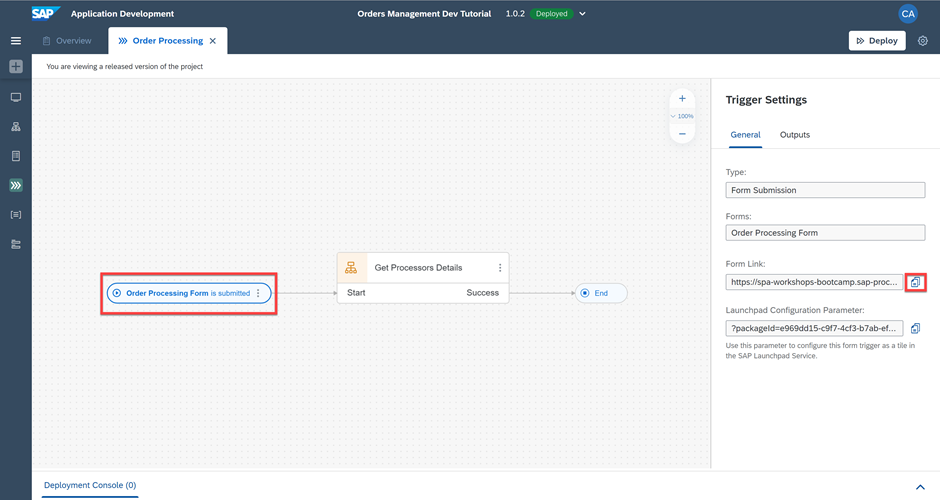 SAP Application Development
Orders Management Dev Tutorial 1.0.2 Deployed
CA
Overview
Order Processing
Deploy
You are viewing a released version of the project
100%
Order Processing Form is submitted
Get Processors Details
Start Success
End
Trigger Settings
General Outputs
Type:
Form Submission
Forms:
Order Processing Form
Form Link:
https://spa-workshops-bootcamp.sap-proc...
Launchpad Configuration Parameter:
?packageId=e969dd15-c9f7-4cf3-b7ab-ef...
Use this parameter to configure this form trigger as a tile in
the SAP Launchpad Service.
Deployment Console (0)